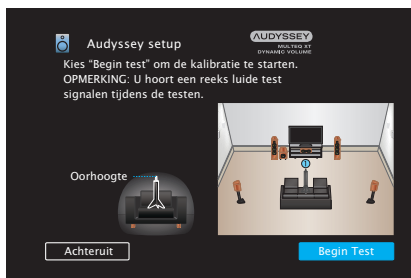 Audyssey setup
AUDYSSEY
MULTEQ XT
DYNAMIC VOLUME
Kies “Begin test” om de kalibratie te starten.
OPMERKING: U hoort een reeks luide test
signalen tijdens de testen.
1
Oorhoogte
Achteruit
Begin Test